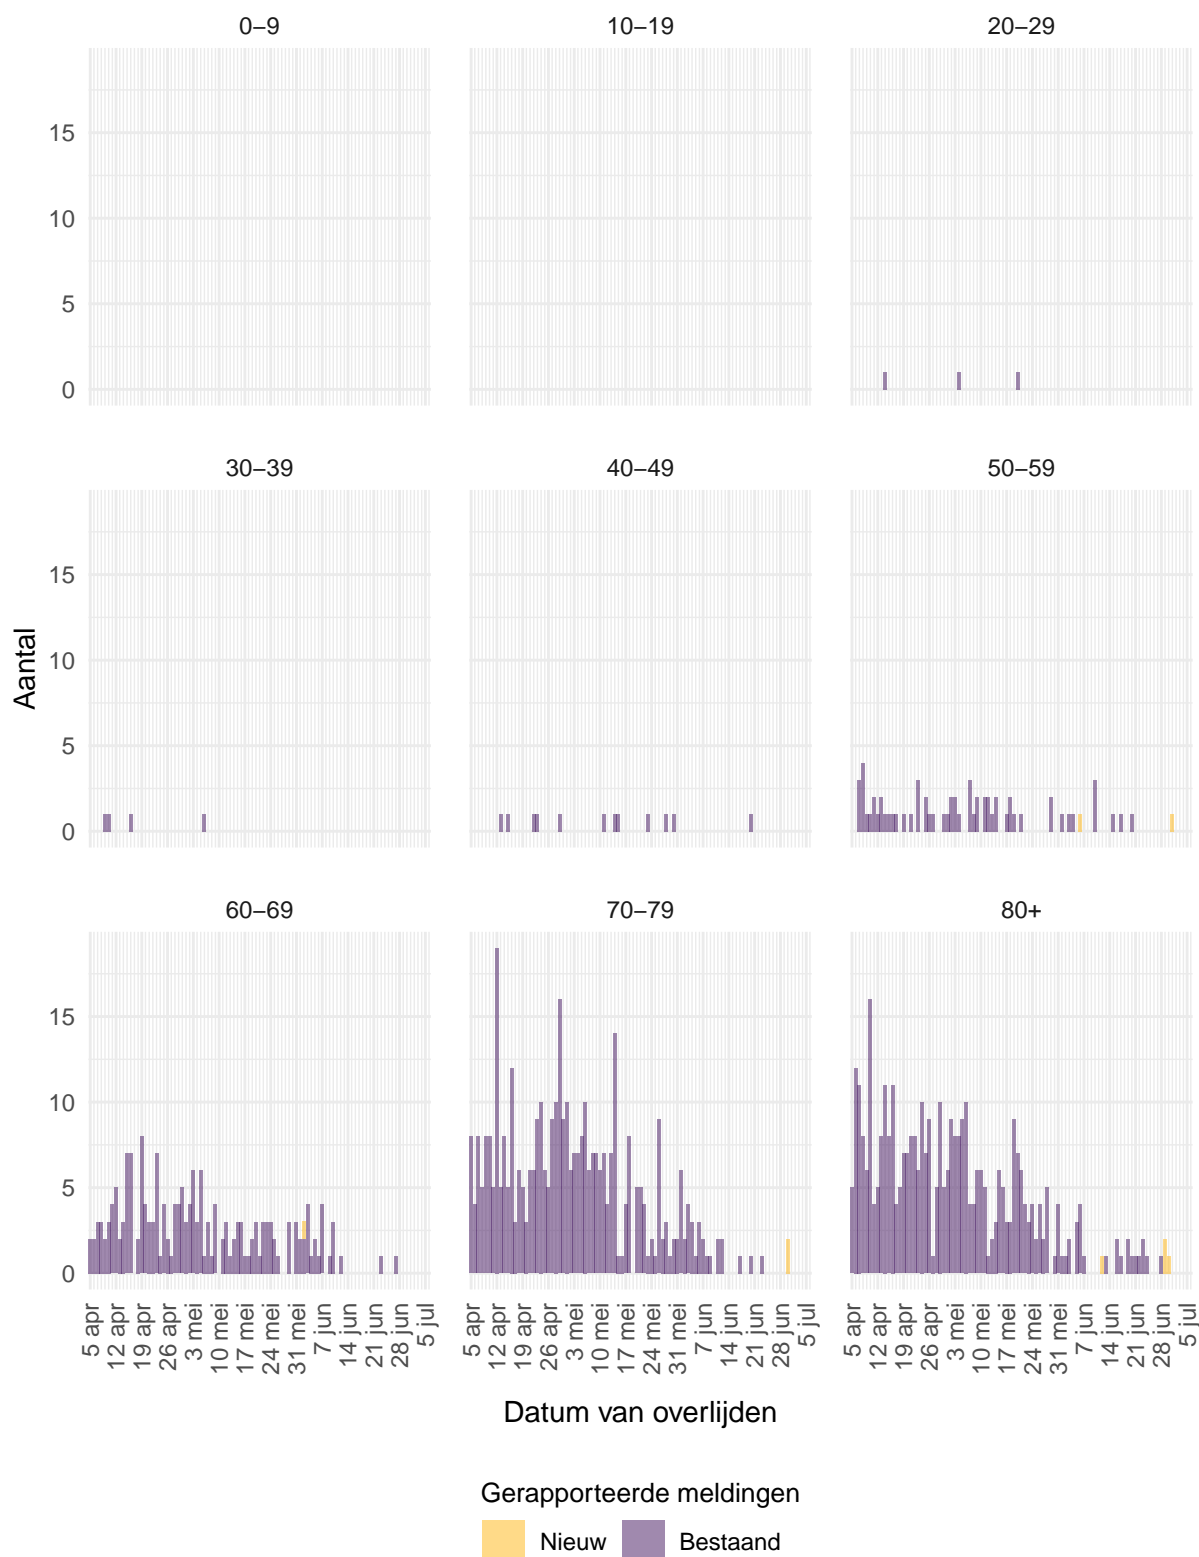 0–9 10–19 20–29
15
10
5
0
30–39 40–49 50–59
15
10
5
0
Aantal
60–69 70–79 80+
15
10
5
0
5 apr 12 apr 19 apr 26 apr 3 mei 10 mei 17 mei 24 mei 31 mei 7 jun 14 jun 21 jun 28 jun 5 jul
5 apr 12 apr 19 apr 26 apr 3 mei 10 mei 17 mei 24 mei 31 mei 7 jun 14 jun 21 jun 28 jun 5 jul
5 apr 12 apr 19 apr 26 apr 3 mei 10 mei 17 mei 24 mei 31 mei 7 jun 14 jun 21 jun 28 jun 5 jul
Datum van overlijden
Gerapporteerde meldingen
Nieuw Bestaand